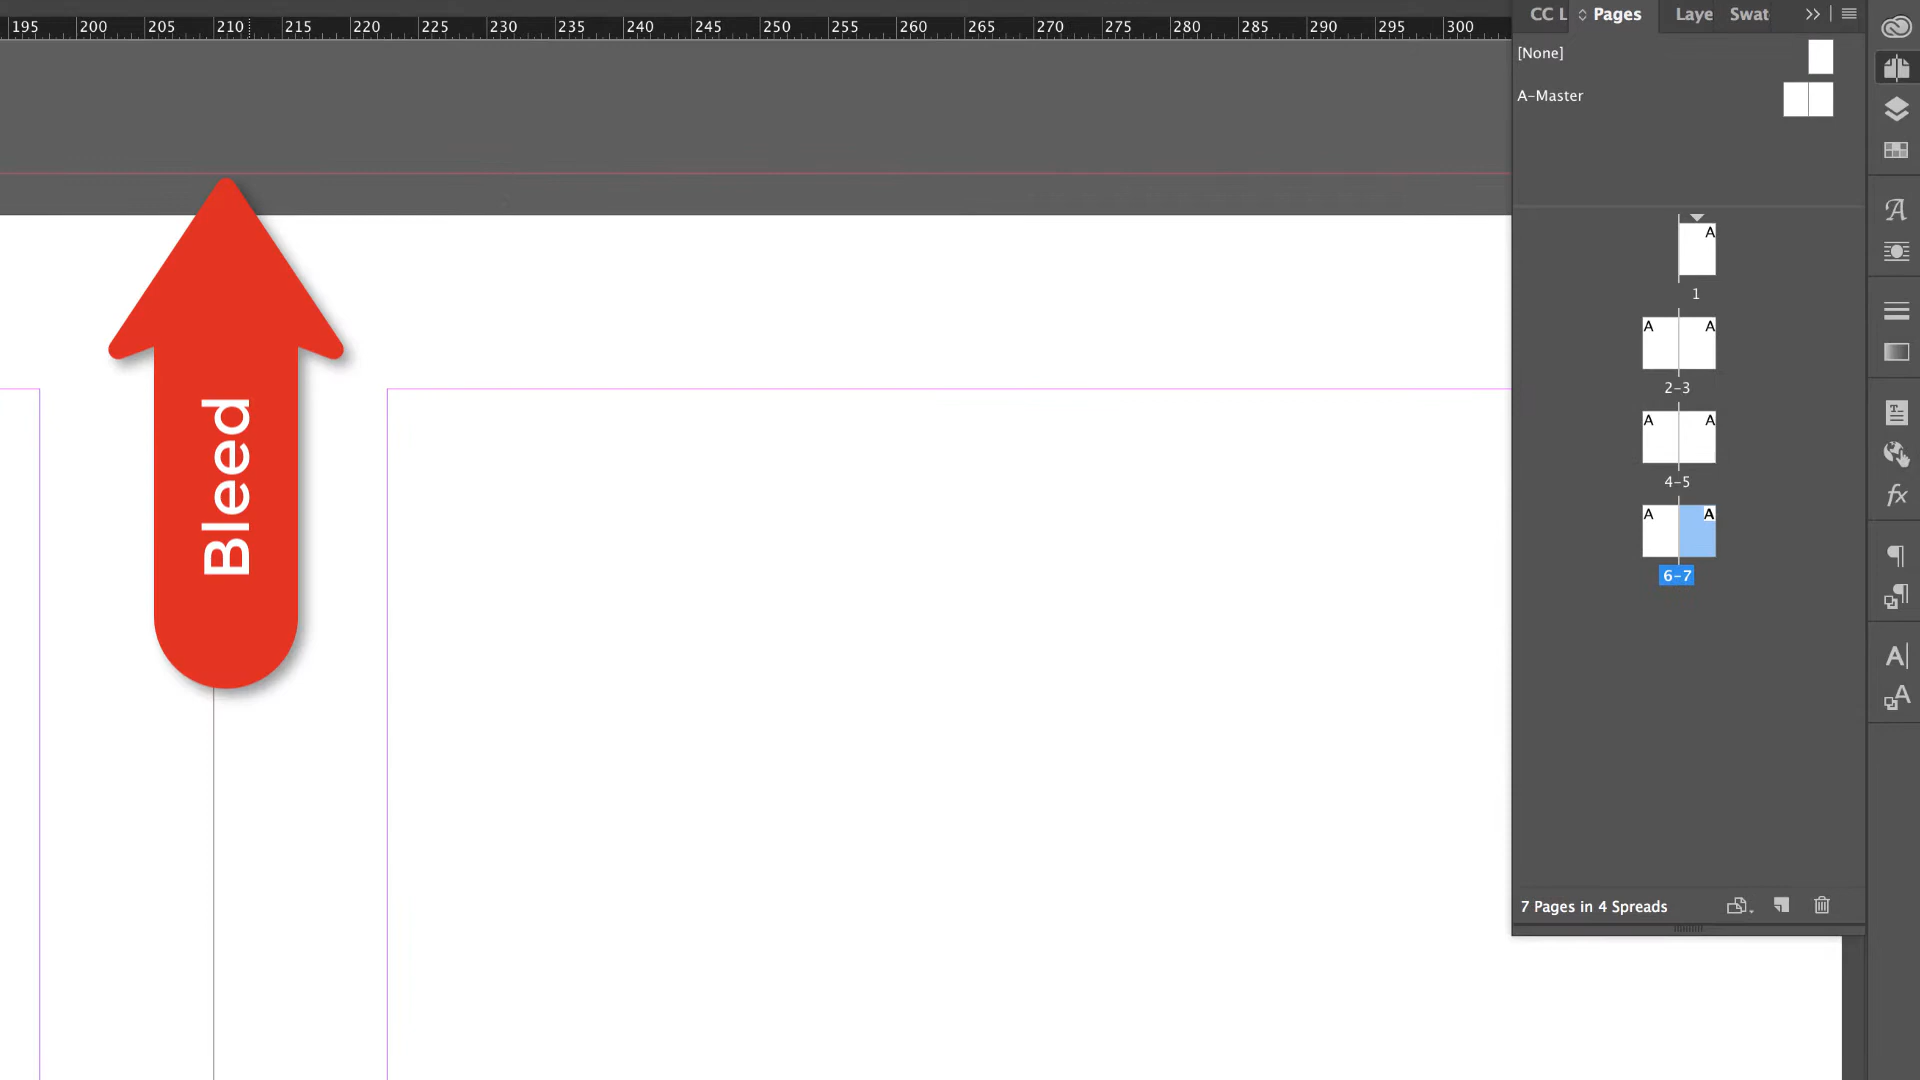 195 200 205 210 215 220 225 230 235 240 245 250 255 260 265 270 275 280 285 290 295 300
CC L Pages Laye Swat
[None]
A-Master
A
1
A A
2-3
A A
4-5
A A
6-7
Bleed
7 Pages in 4 Spreads